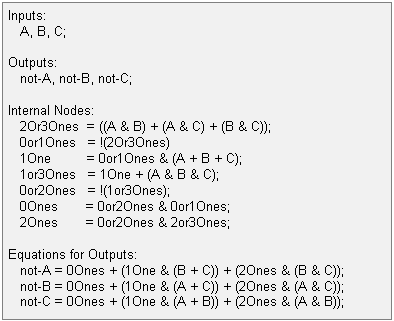 Inputs:
A, B, C;
Outputs:
not-A, not-B, not-C;
Internal Nodes:
2Or3Ones = ((A & B) + (A & C) + (B & C));
0or1Ones = !(2Or3Ones)
1One = 0or1Ones & (A + B + C);
1or3Ones = 1One + (A & B & C);
0or2Ones = !(1or3Ones);
0Ones = 0or2Ones & 0or1Ones;
2Ones = 0or2Ones & 2or3Ones;
Equations for Outputs:
not-A = 0Ones + (1One & (B + C)) + (2Ones & (B & C));
not-B = 0Ones + (1One & (A + C)) + (2Ones & (A & C));
not-C = 0Ones + (1One & (A + B)) + (2Ones & (A & B));